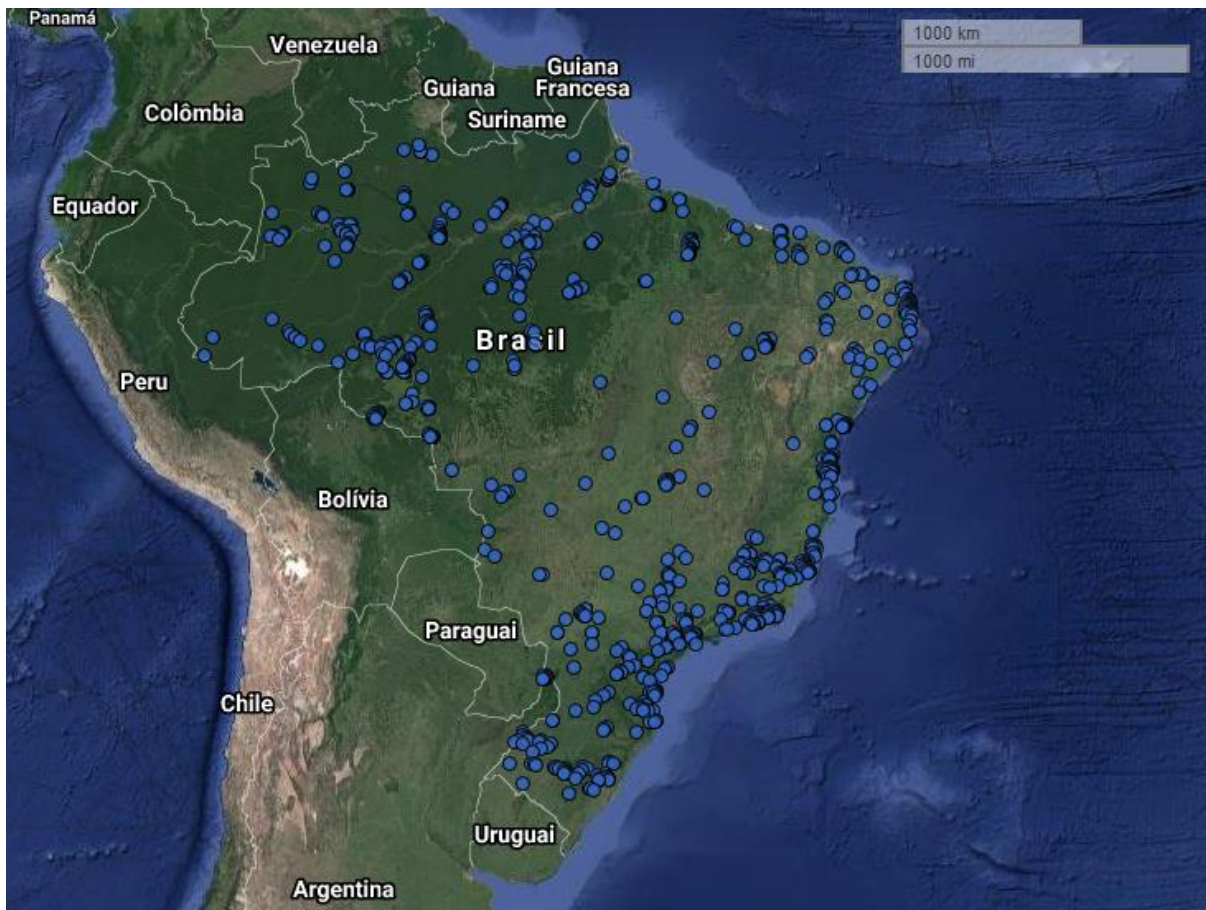 Panamá
1000 km
Venezuela
1000 mi
Guiana
Guiana
Francesa
Colômbia
Suriname
Equador
Brasil
Peru
Bolívia
Paraguai
Chile
Uruguai
Argentina